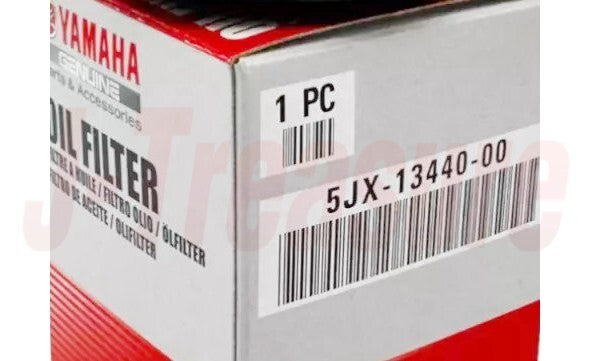 YAMAHA
GENUINE
Parts & Accessories
OIL FILTER
FILTRE À HUILE / FILTRO OLIO / ÖLFILTER
FILTRO DE ACEITE / OLIFILTER
1 PC
5JX-13440-00
J-Treasure